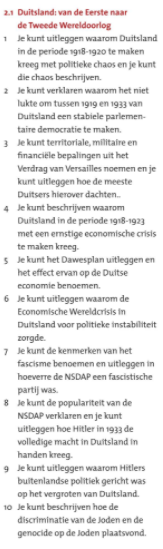 2.1 Duitsland: van de Eerste naar
de Tweede Wereldoorlog
1 Je kunt uitleggen waarom Duitsland
in de periode 1918-1920 te maken
kreeg met politieke chaos en je kunt
die chaos beschrijven.
2 Je kunt verklaren waarom het niet
lukte om tussen 1919 en 1933 van
Duitsland een stabiele parlemen-
taire democratie te maken.
3 Je kunt territoriale, militaire en
financiële bepalingen uit het
Verdrag van Versailles noemen en je
kunt uitleggen hoe de meeste
Duitsers hierover dachten..
4 Je kunt beschrijven waarom
Duitsland in de periode 1918-1923
met een ernstige economische crisis
te maken kreeg.
5 Je kunt het Dawesplan uitleggen en
het effect ervan op de Duitse
economie benoemen.
6 Je kunt uitleggen waarom de
Economische Wereldcrisis in
Duitsland voor politieke instabiliteit
zorgde.
7 Je kunt de kenmerken van het
fascisme benoemen en uitleggen in
hoeverre de NSDAP een fascistische
partij was.
8 Je kunt de populariteit van de
NSDAP verklaren en je kunt
uitleggen hoe Hitler in 1933 de
volledige macht in Duitsland in
handen kreeg.
9 Je kunt uitleggen waarom Hitlers
buitenlandse politiek gericht was
op het vergroten van Duitsland.
10 Je kunt beschrijven hoe de
discriminatie van de Joden en de
genocide op de Joden plaatsvond.